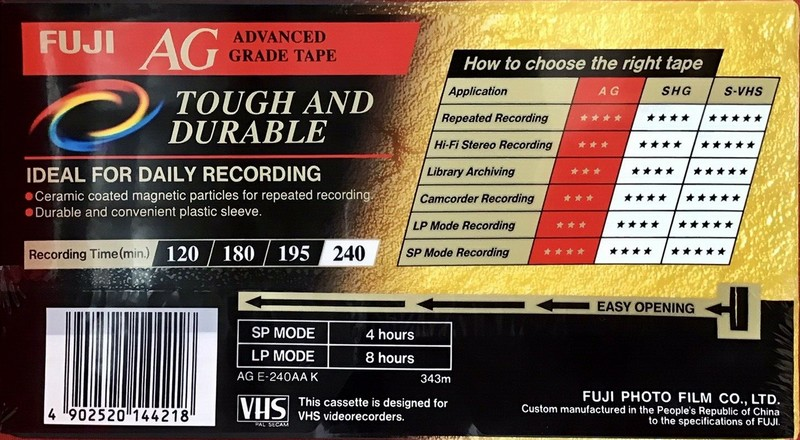 FUJI AG ADVANCED
GRADE TAPE
TOUGH AND
DURABLE
IDEAL FOR DAILY RECORDING
Ceramic coated magnetic particles for repeated recording.
Durable and convenient plastic sleeve.
Recording Time(min.) 120 180 195 240
How to choose the right tape
Application AG SHG S-VHS
Repeated Recording ★★★★ ★★★★ ★★★★★
Hi-Fi Stereo Recording ★★★ ★★★★ ★★★★★
Library Archiving ★★★ ★★★★ ★★★★★
Camcorder Recording ★★★ ★★★★ ★★★★★
LP Mode Recording ★★★ ★★★★ ★★★★★
SP Mode Recording ★★★★ ★★★★ ★★★★★
EASY OPENING
SP MODE 4 hours
LP MODE 8 hours
AG E-240AA K 343m
VHS
PAL SECAM
This cassette is designed for
VHS videorecorders.
4 902520 144218
FUJI PHOTO FILM CO., LTD.
Custom manufactured in the People's Republic of China
to the specifications of FUJI.